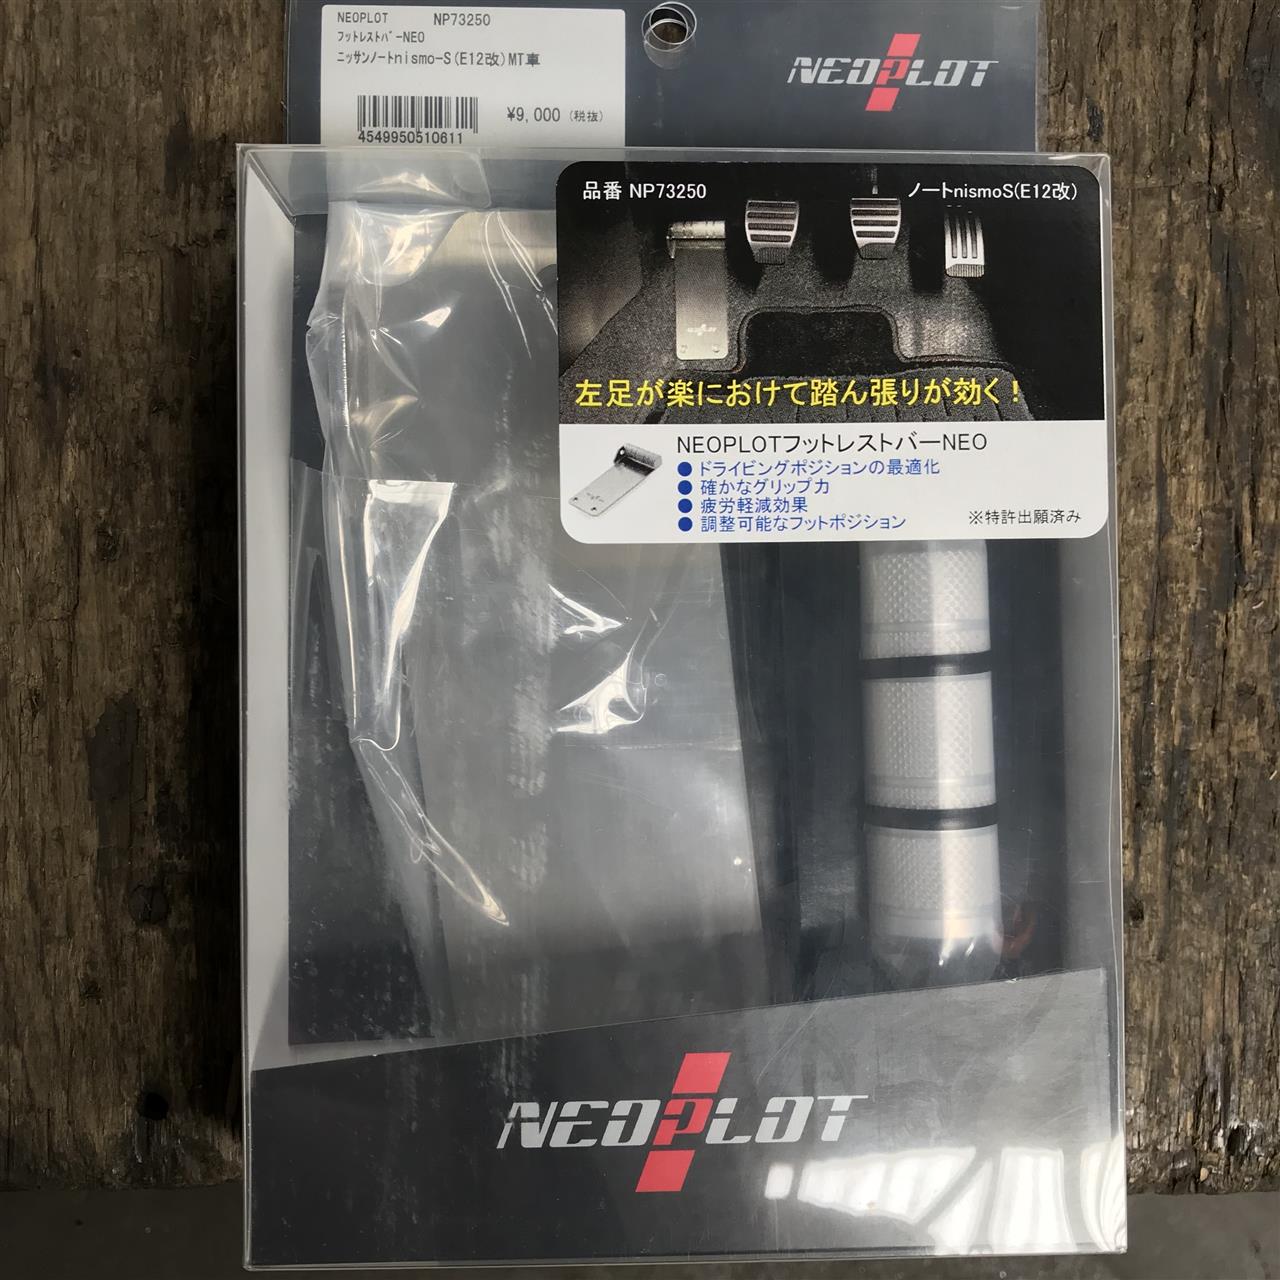 NEOPLOT NP73250
ﾌｯﾄﾚｽﾄﾊﾞｰNEO
ﾆｯｻﾝﾉｰﾄnismo-S(E12改)MT車
¥9,000 (税抜)
4549950510611
NEOPLOT
品番 NP73250
ノートnismoS(E12改)
左足が楽におけて踏ん張りが効く！
NEOPLOTフットレストバーNEO
● ドライビングポジションの最適化
● 確かなグリップ力
● 疲労軽減効果
● 調整可能なフットポジション
※特許出願済み
NEOPLOT